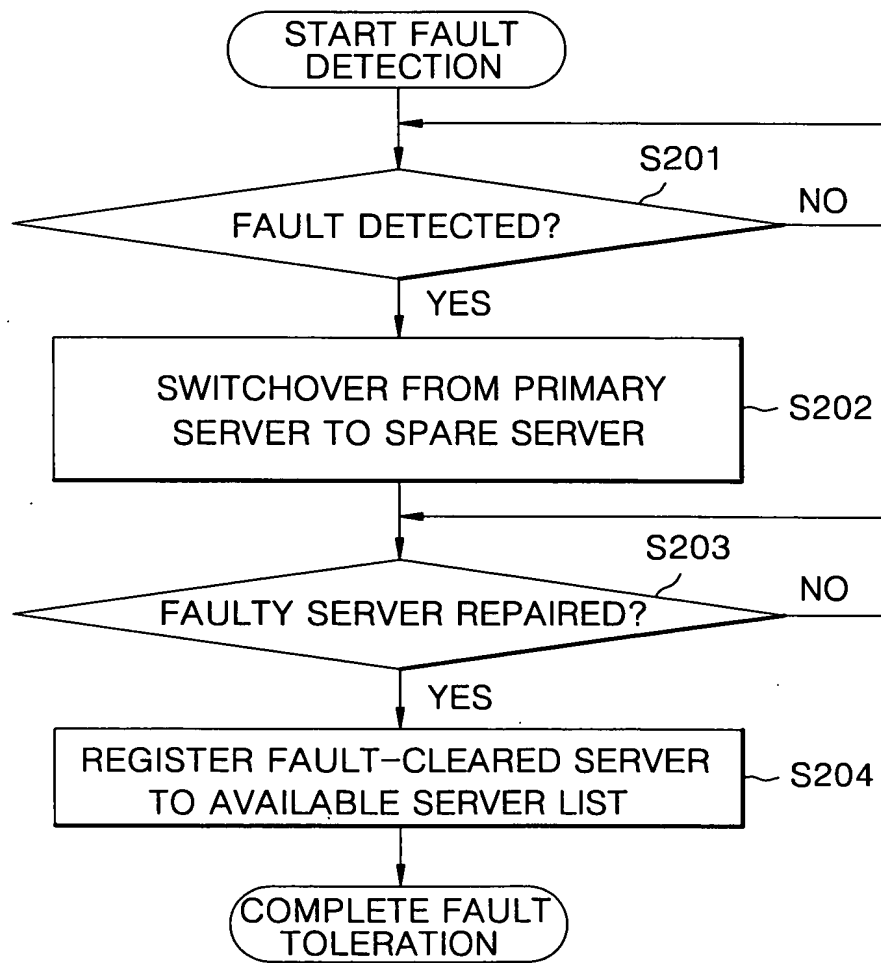 START FAULT
DETECTION
S201
FAULT DETECTED?
NO
YES
SWITCHOVER FROM PRIMARY
SERVER TO SPARE SERVER
S202
S203
FAULTY SERVER REPAIRED?
NO
YES
REGISTER FAULT-CLEARED SERVER
TO AVAILABLE SERVER LIST
S204
COMPLETE FAULT
TOLERATION